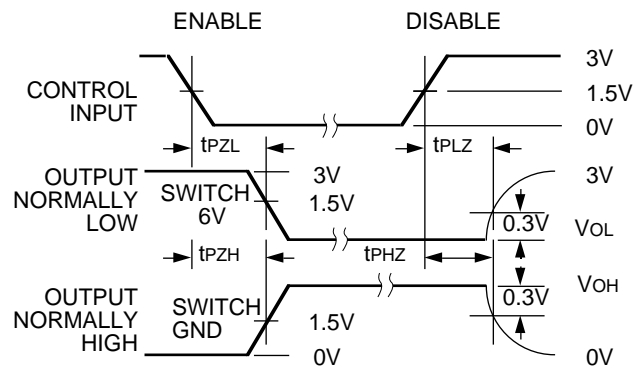 ENABLE DISABLE
3V
CONTROL INPUT
1.5V
0V
tPZL tPLZ
OUTPUT NORMALLY LOW
SWITCH 6V
3V
1.5V
3V
0.3V VOL
tPZH tPHZ
OUTPUT NORMALLY HIGH
SWITCH GND
1.5V
0V
0.3V VOH
0V